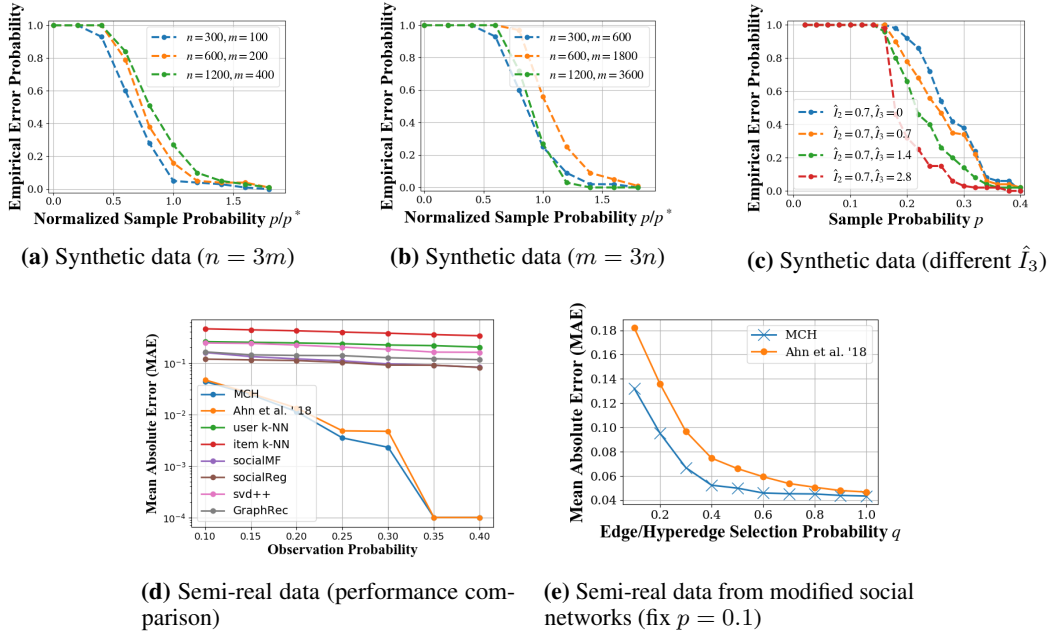 Empirical Error Probability
1.0
0.8
0.6
0.4
0.2
0.0
n=300, m=100
n=600, m=200
n=1200, m=400
0.0 0.5 1.0 1.5
Normalized Sample Probability p/p*
(a) Synthetic data (n = 3m)
Empirical Error Probability
1.0
0.8
0.6
0.4
0.2
0.0
n=300, m=600
n=600, m=1800
n=1200, m=3600
0.0 0.5 1.0 1.5
Normalized Sample Probability p/p*
(b) Synthetic data (m = 3n)
Empirical Error Probability
1.0
0.8
0.6
0.4
0.2
0.0
Î₂=0.7, Î₃=0
Î₂=0.7, Î₃=0.7
Î₂=0.7, Î₃=1.4
Î₂=0.7, Î₃=2.8
0.0 0.1 0.2 0.3 0.4
Sample Probability p
(c) Synthetic data (different Î₃)
Mean Absolute Error (MAE)
10⁻¹
10⁻²
10⁻³
10⁻⁴
MCH
Ahn et al. '18
user k-NN
item k-NN
socialMF
socialReg
svd++
GraphRec
0.10 0.15 0.20 0.25 0.30 0.35 0.40
Observation Probability
(d) Semi-real data (performance com-
parison)
Mean Absolute Error (MAE)
0.18
0.16
0.14
0.12
0.10
0.08
0.06
0.04
MCH
Ahn et al. '18
0.2 0.4 0.6 0.8 1.0
Edge/Hyperedge Selection Probability q
(e) Semi-real data from modified social
networks (fix p = 0.1)